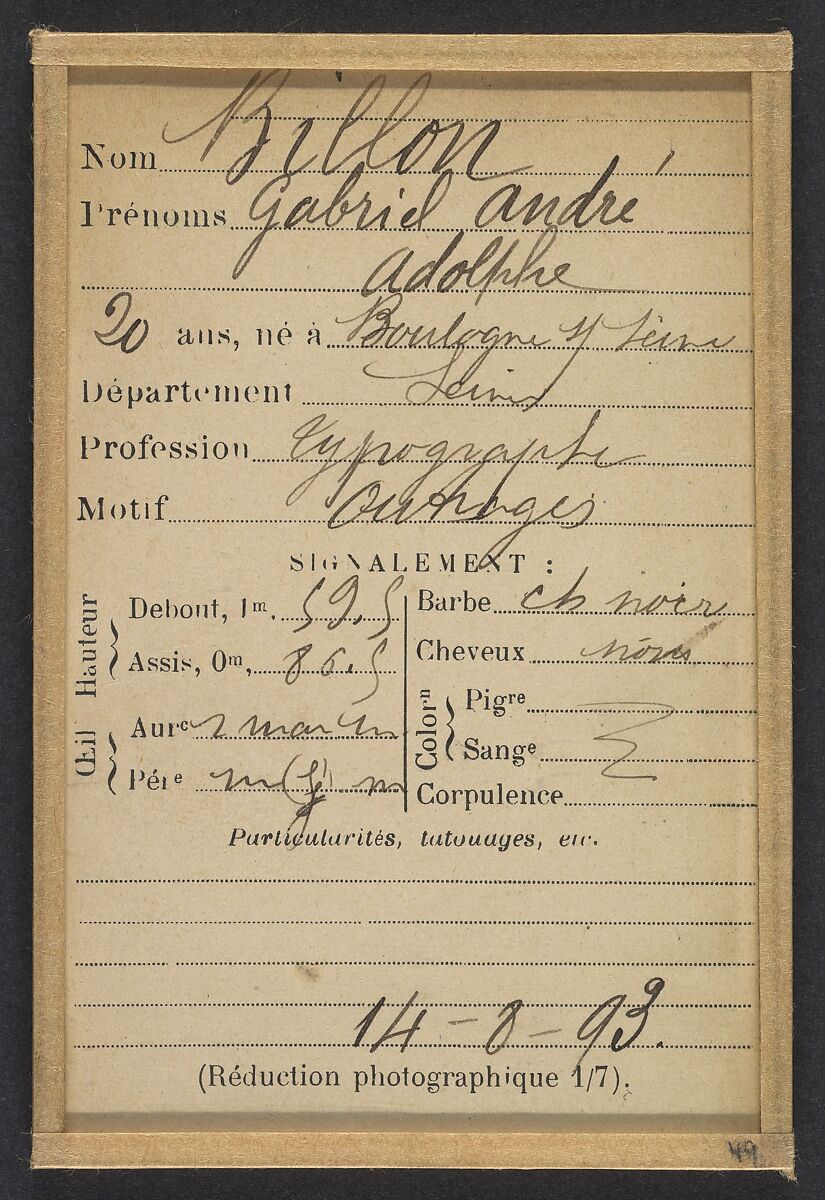 Nom Billon
Prénoms Gabriel André
Adolphe
20 ans, né à Boulogne s/ Seine
Département Seine
Profession Typographe
Motif Outrages
SIGNALEMENT :
Hauteur
Debout, 1m. 59.5
Assis, 0m, 86.5
Œil
Aure
Pére
Barbe ch noir
Cheveux noirs
Colorn
Pigre
Sange
Corpulence
Particularités, tatouages, etc.
14 - 8 - 93.
(Réduction photographique 1/7).
49